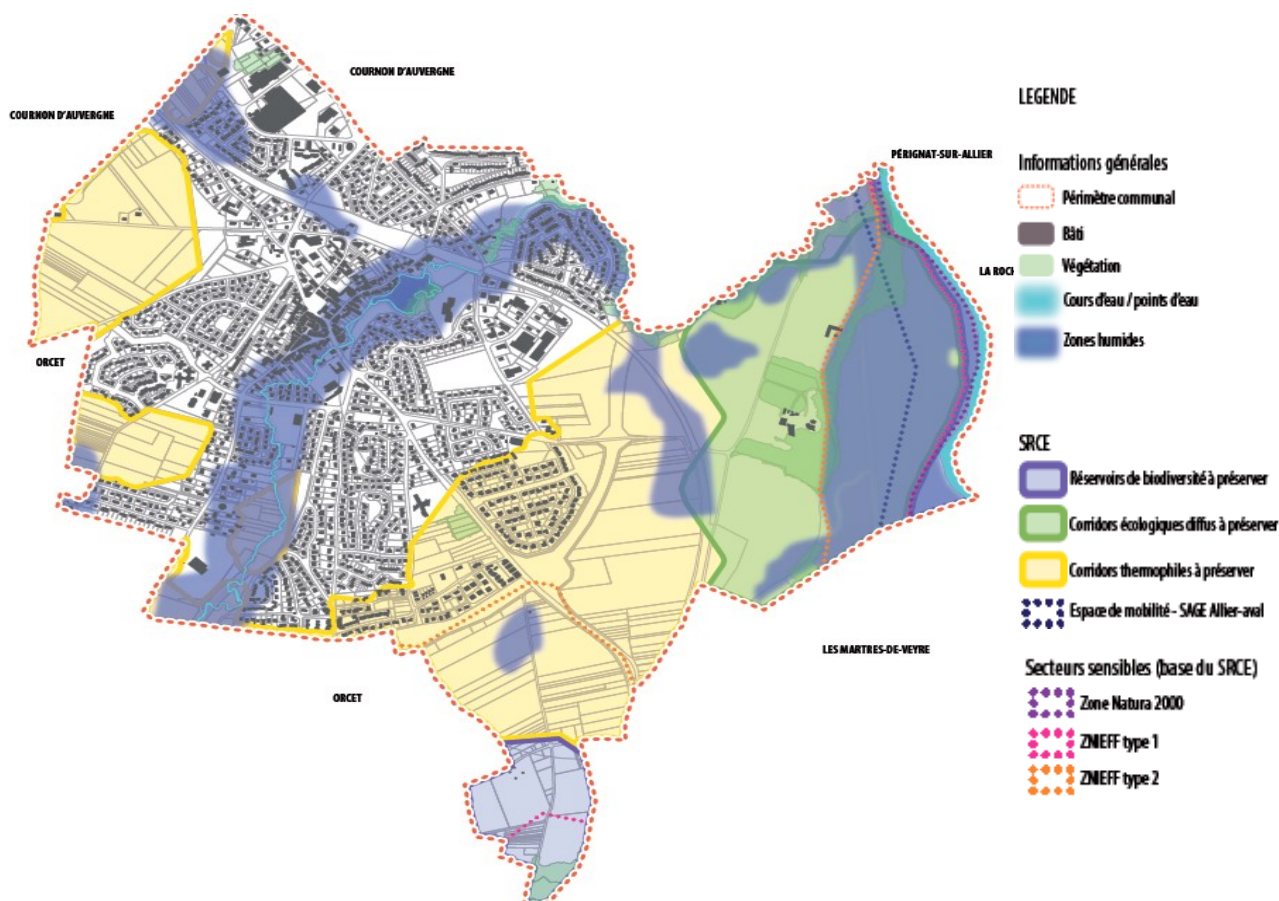 COURNON D'AUVERGNE
COURNON D'AUVERGNE
PÉRIGNAT-SUR-ALLIER
LA ROCH
ORCET
LES MARTRES-DE-VEYRE
ORCET
LEGENDE
Informations générales
Périmètre communal
Bâti
Végétation
Cours d'eau / points d'eau
Zones humides
SRCE
Réservoirs de biodiversité à préserver
Corridors écologiques diffus à préserver
Corridors thermophiles à préserver
Espace de mobilité - SAGE Allier-aval
Secteurs sensibles (base du SRCE)
Zone Natura 2000
ZNIEFF type 1
ZNIEFF type 2